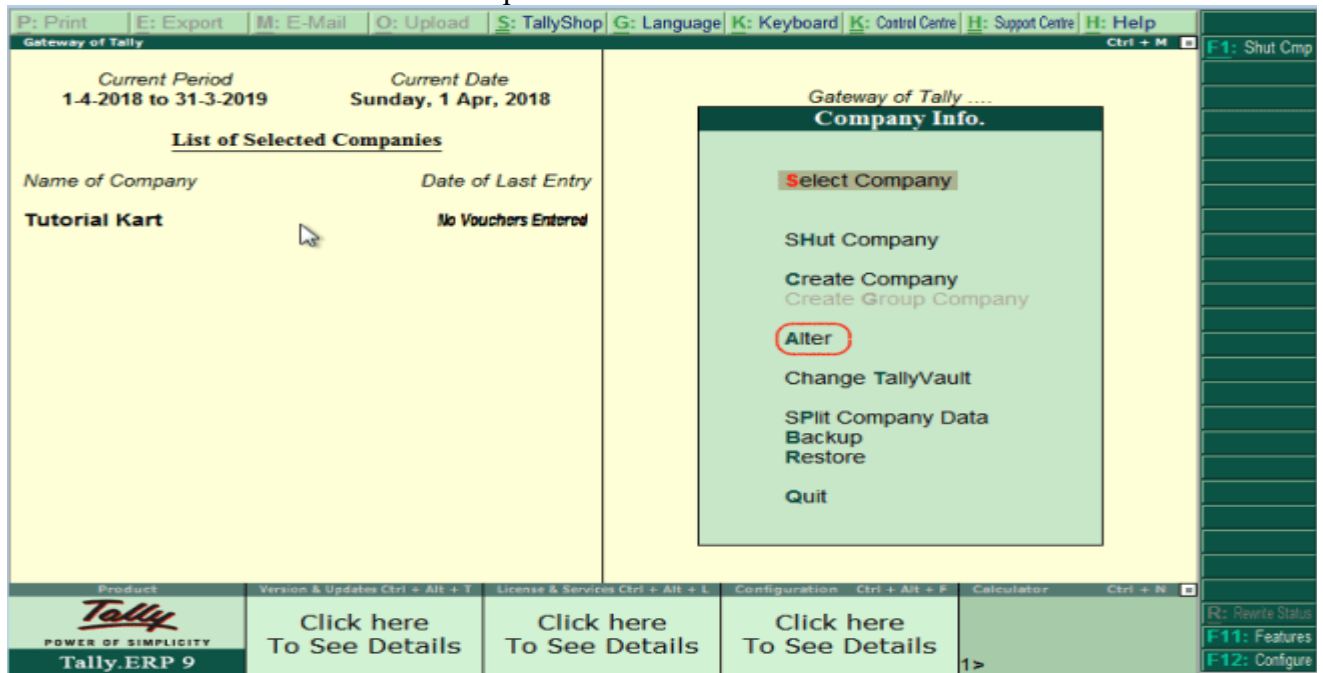 P: Print E: Export M: E-Mail O: Upload S: TallyShop G: Language K: Keyboard K: Control Centre H: Support Centre H: Help
Gateway of Tally Ctrl + M
F1: Shut Cmp
Current Period Current Date
1-4-2018 to 31-3-2019 Sunday, 1 Apr, 2018
List of Selected Companies
Name of Company Date of Last Entry
Tutorial Kart No Vouchers Entered
Gateway of Tally ....
Company Info.
Select Company
SHut Company
Create Company
Create Group Company
Alter
Change TallyVault
SPlit Company Data
Backup
Restore
Quit
Product Version & Updates Ctrl + Alt + T License & Services Ctrl + Alt + L Configuration Ctrl + Alt + F Calculator Ctrl + N
Tally
POWER OF SIMPLICITY
Tally.ERP 9
Click here
To See Details
Click here
To See Details
Click here
To See Details
1>
R: Rewrite Status
F11: Features
F12: Configure